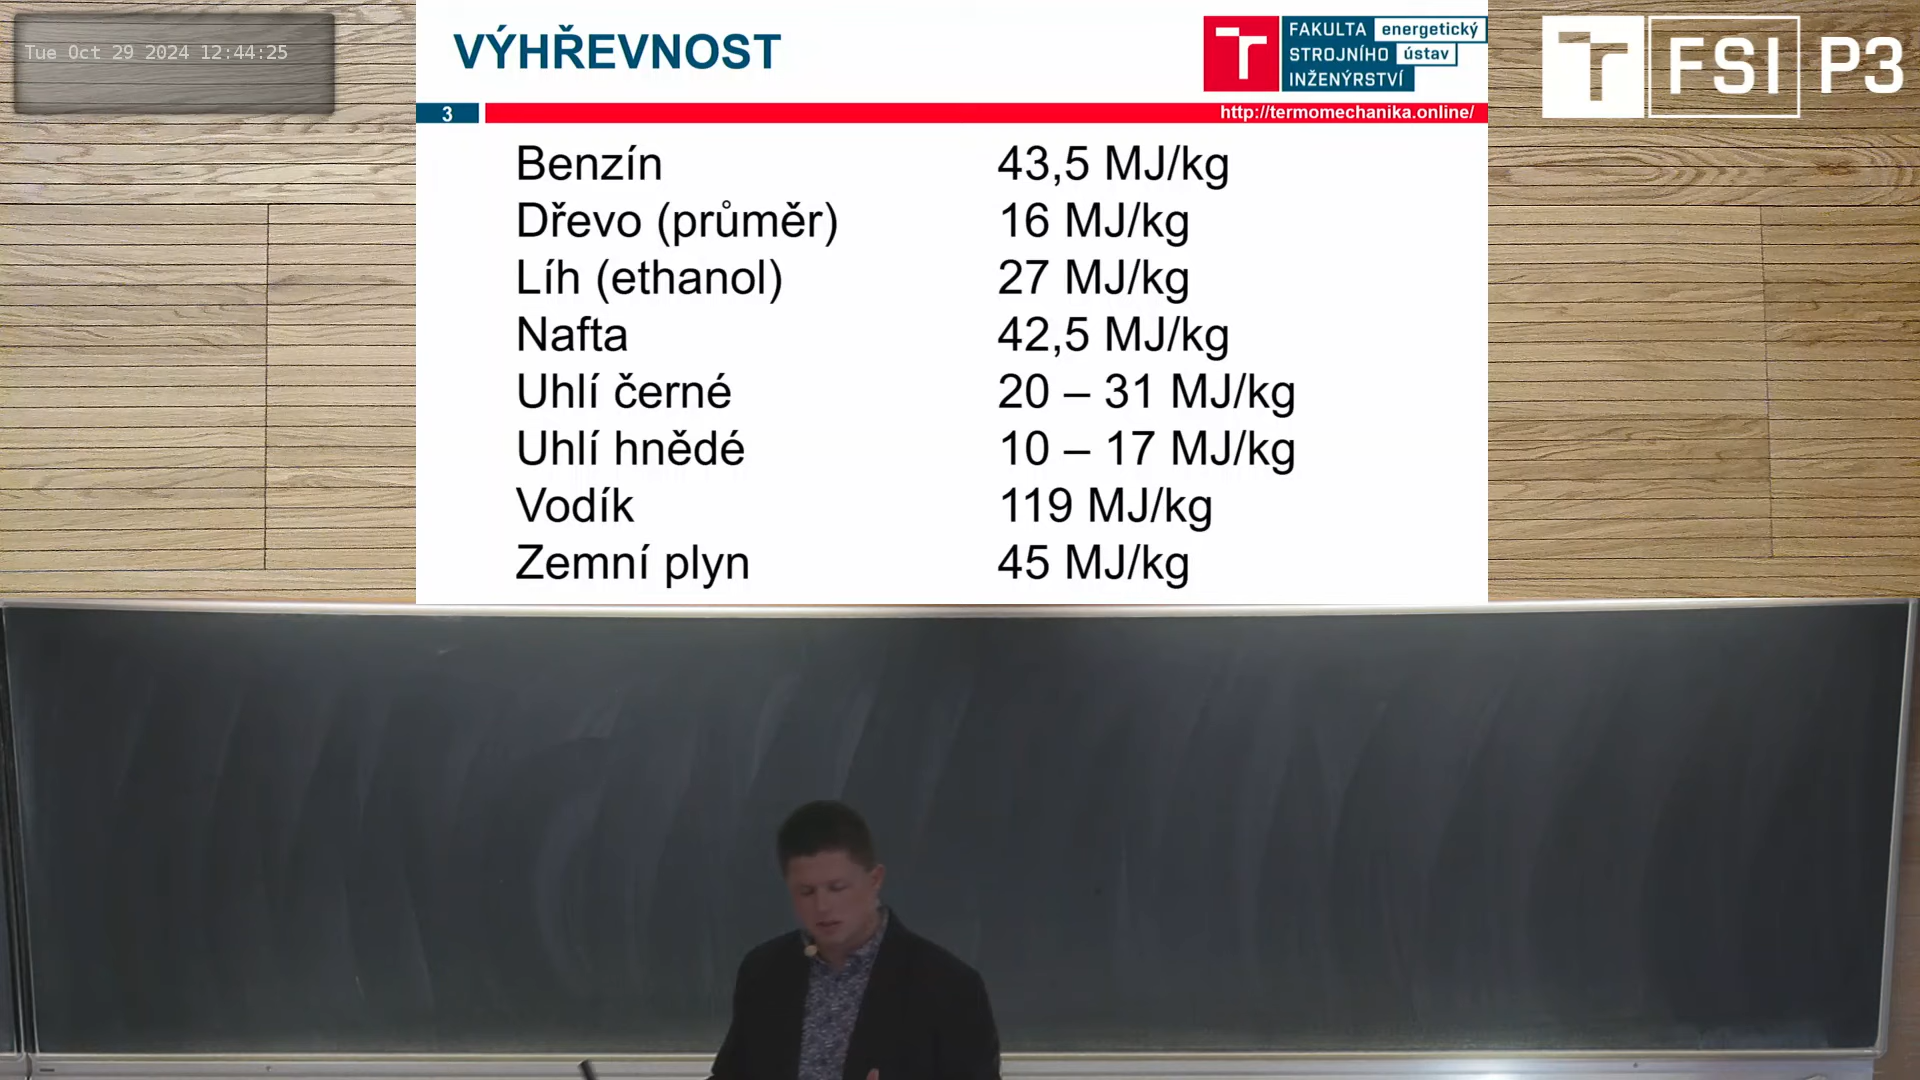 Tue Oct 29 2024 12:44:25
VÝHŘEVNOST
FAKULTA energetický
STROJNÍHO ústav
INŽENÝRSTVÍ
T FSI P3
3
http://termomechanika.online/
Benzín 43,5 MJ/kg
Dřevo (průměr) 16 MJ/kg
Líh (ethanol) 27 MJ/kg
Nafta 42,5 MJ/kg
Uhlí černé 20 – 31 MJ/kg
Uhlí hnědé 10 – 17 MJ/kg
Vodík 119 MJ/kg
Zemní plyn 45 MJ/kg